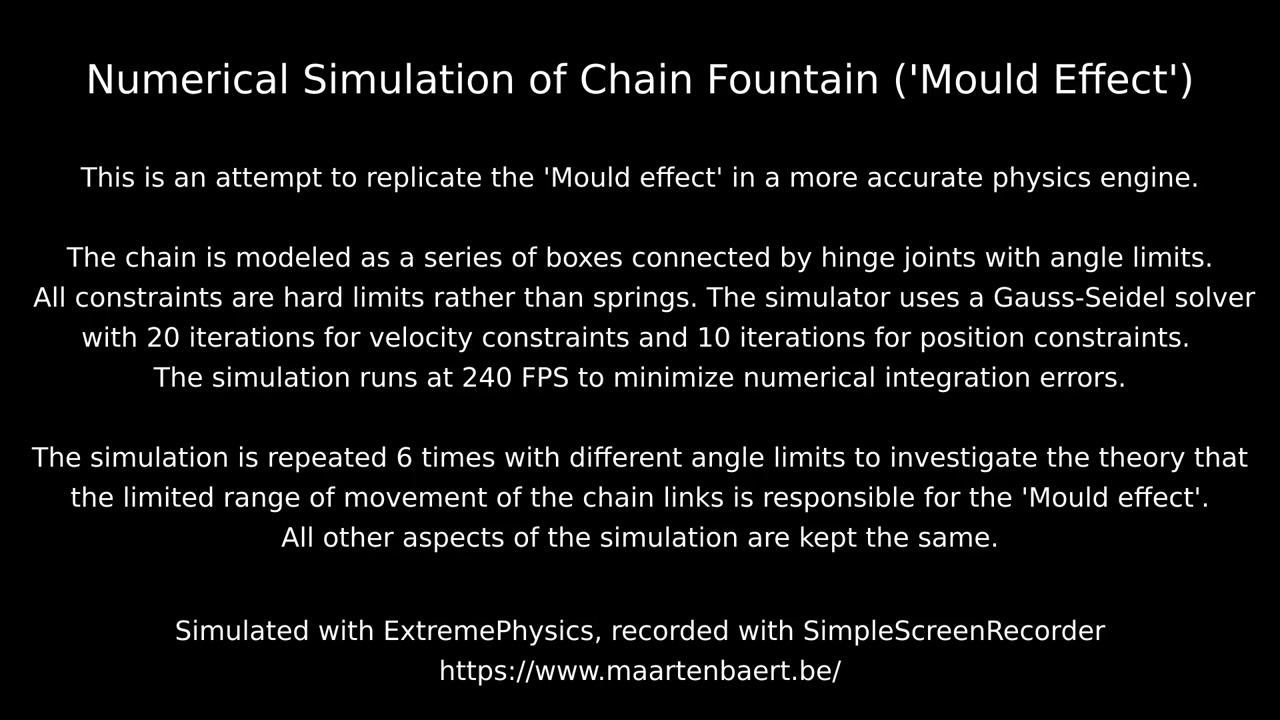 Numerical Simulation of Chain Fountain ('Mould Effect')
This is an attempt to replicate the 'Mould effect' in a more accurate physics engine.
The chain is modeled as a series of boxes connected by hinge joints with angle limits.
All constraints are hard limits rather than springs. The simulator uses a Gauss-Seidel solver
with 20 iterations for velocity constraints and 10 iterations for position constraints.
The simulation runs at 240 FPS to minimize numerical integration errors.
The simulation is repeated 6 times with different angle limits to investigate the theory that
the limited range of movement of the chain links is responsible for the 'Mould effect'.
All other aspects of the simulation are kept the same.
Simulated with ExtremePhysics, recorded with SimpleScreenRecorder
https://www.maartenbaert.be/